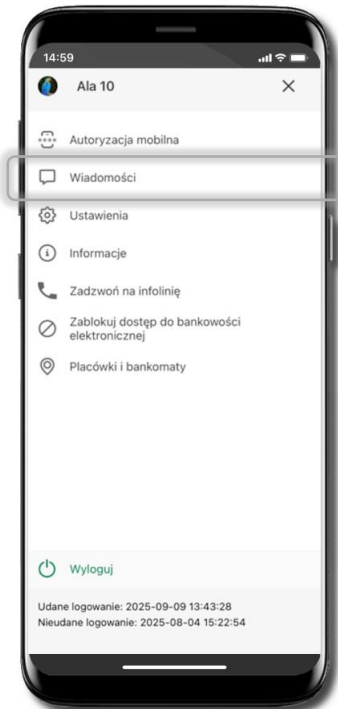 14:59
Ala 10
Autoryzacja mobilna
Wiadomości
Ustawienia
Informacje
Zadzwoń na infolinię
Zablokuj dostęp do bankowości
elektronicznej
Placówki i bankomaty
Wyloguj
Udane logowanie: 2025-09-09 13:43:28
Nieudane logowanie: 2025-08-04 15:22:54